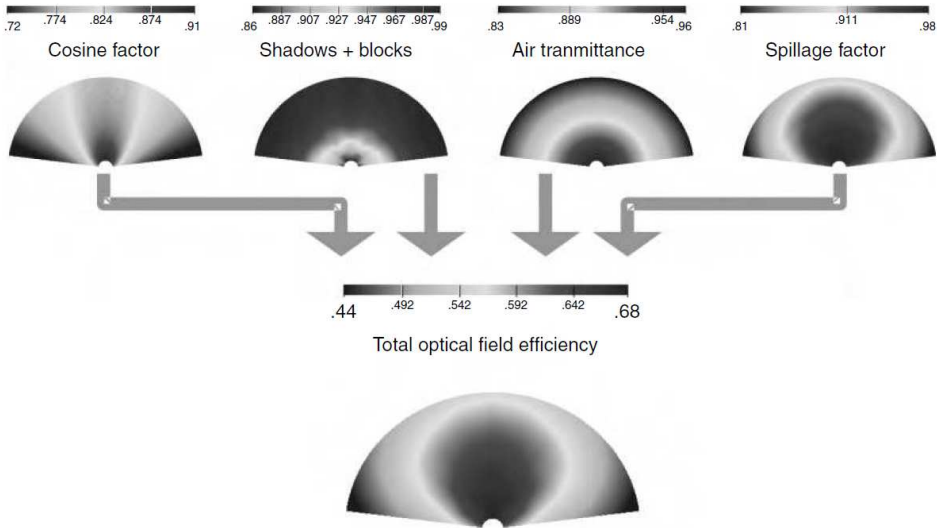 .72 .774 .824 .874 .91
.86 .887 .907 .927 .947 .967 .987 .99
.83 .889 .954 .96
.81 .911 .98
Cosine factor
Shadows + blocks
Air tranmittance
Spillage factor
.44 .492 .542 .592 .642 .68
Total optical field efficiency